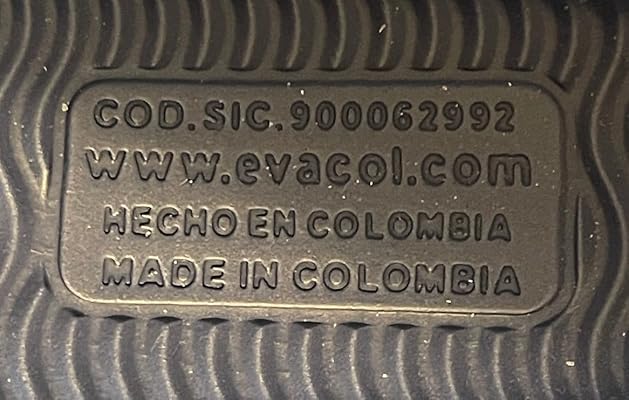 COD.SIC.900062992
www.evacol.com
HECHO EN COLOMBIA
MADE IN COLOMBIA